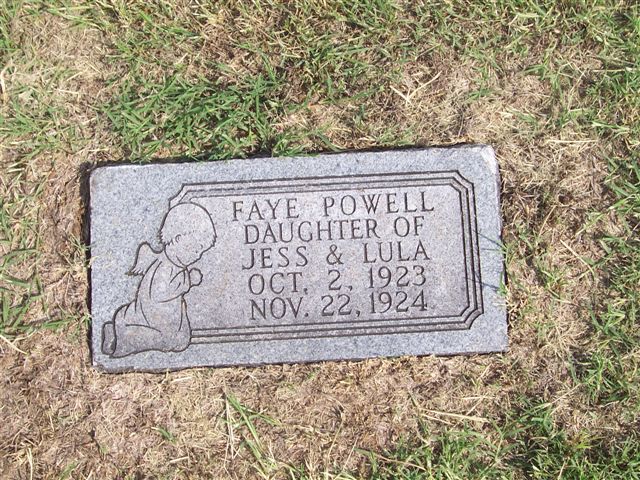 FAYE POWELL
DAUGHTER OF
JESS & LULA
OCT. 2, 1923
NOV. 22, 1924